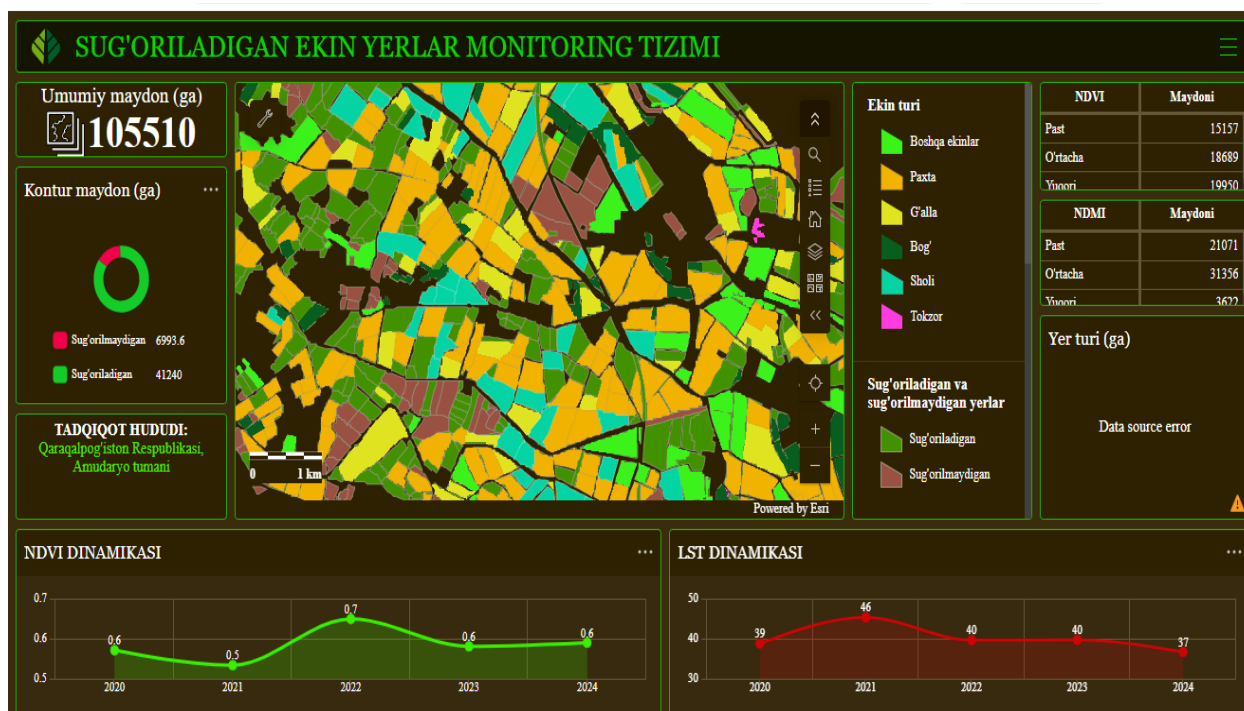 SUG'ORILADIGAN EKIN YERLAR MONITORING TIZIMI
Umumiy maydon (ga)
105510
Kontur maydon (ga)
Sug'orilmaydigan 6993.6
Sug'oriladigan 41240
TADQIQOT HUDUDI:
Qaraqalpog'iston Respublikasi,
Amudaryo tumani
0 1 km
Powered by Esri
Ekin turi
Boshqa ekinlar
Paxta
G'alla
Bog'
Sholi
Tokzor
Sug'oriladigan va
sug'orilmaydigan yerlar
Sug'oriladigan
Sug'orilmaydigan
NDVI Maydoni
Past 15157
O'rtacha 18689
Yuqori 19950
NDMI Maydoni
Past 21071
O'rtacha 31356
Yuqori 3622
Yer turi (ga)
Data source error
NDVI DINAMIKASI
0.7
0.6
0.5
0.6
0.5
0.7
0.6
0.6
2020 2021 2022 2023 2024
LST DINAMIKASI
50
40
30
39
46
40
40
37
2020 2021 2022 2023 2024